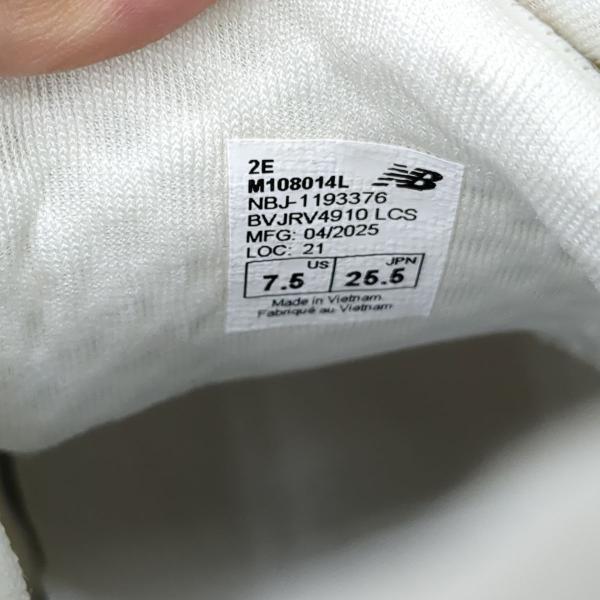 2E
M108014L
NBJ-1193376
BVJRV4910 LCS
MFG: 04/2025
LOC: 21
7.5 US 25.5 JPN
Made in Vietnam
Fabriqué au Vietnam